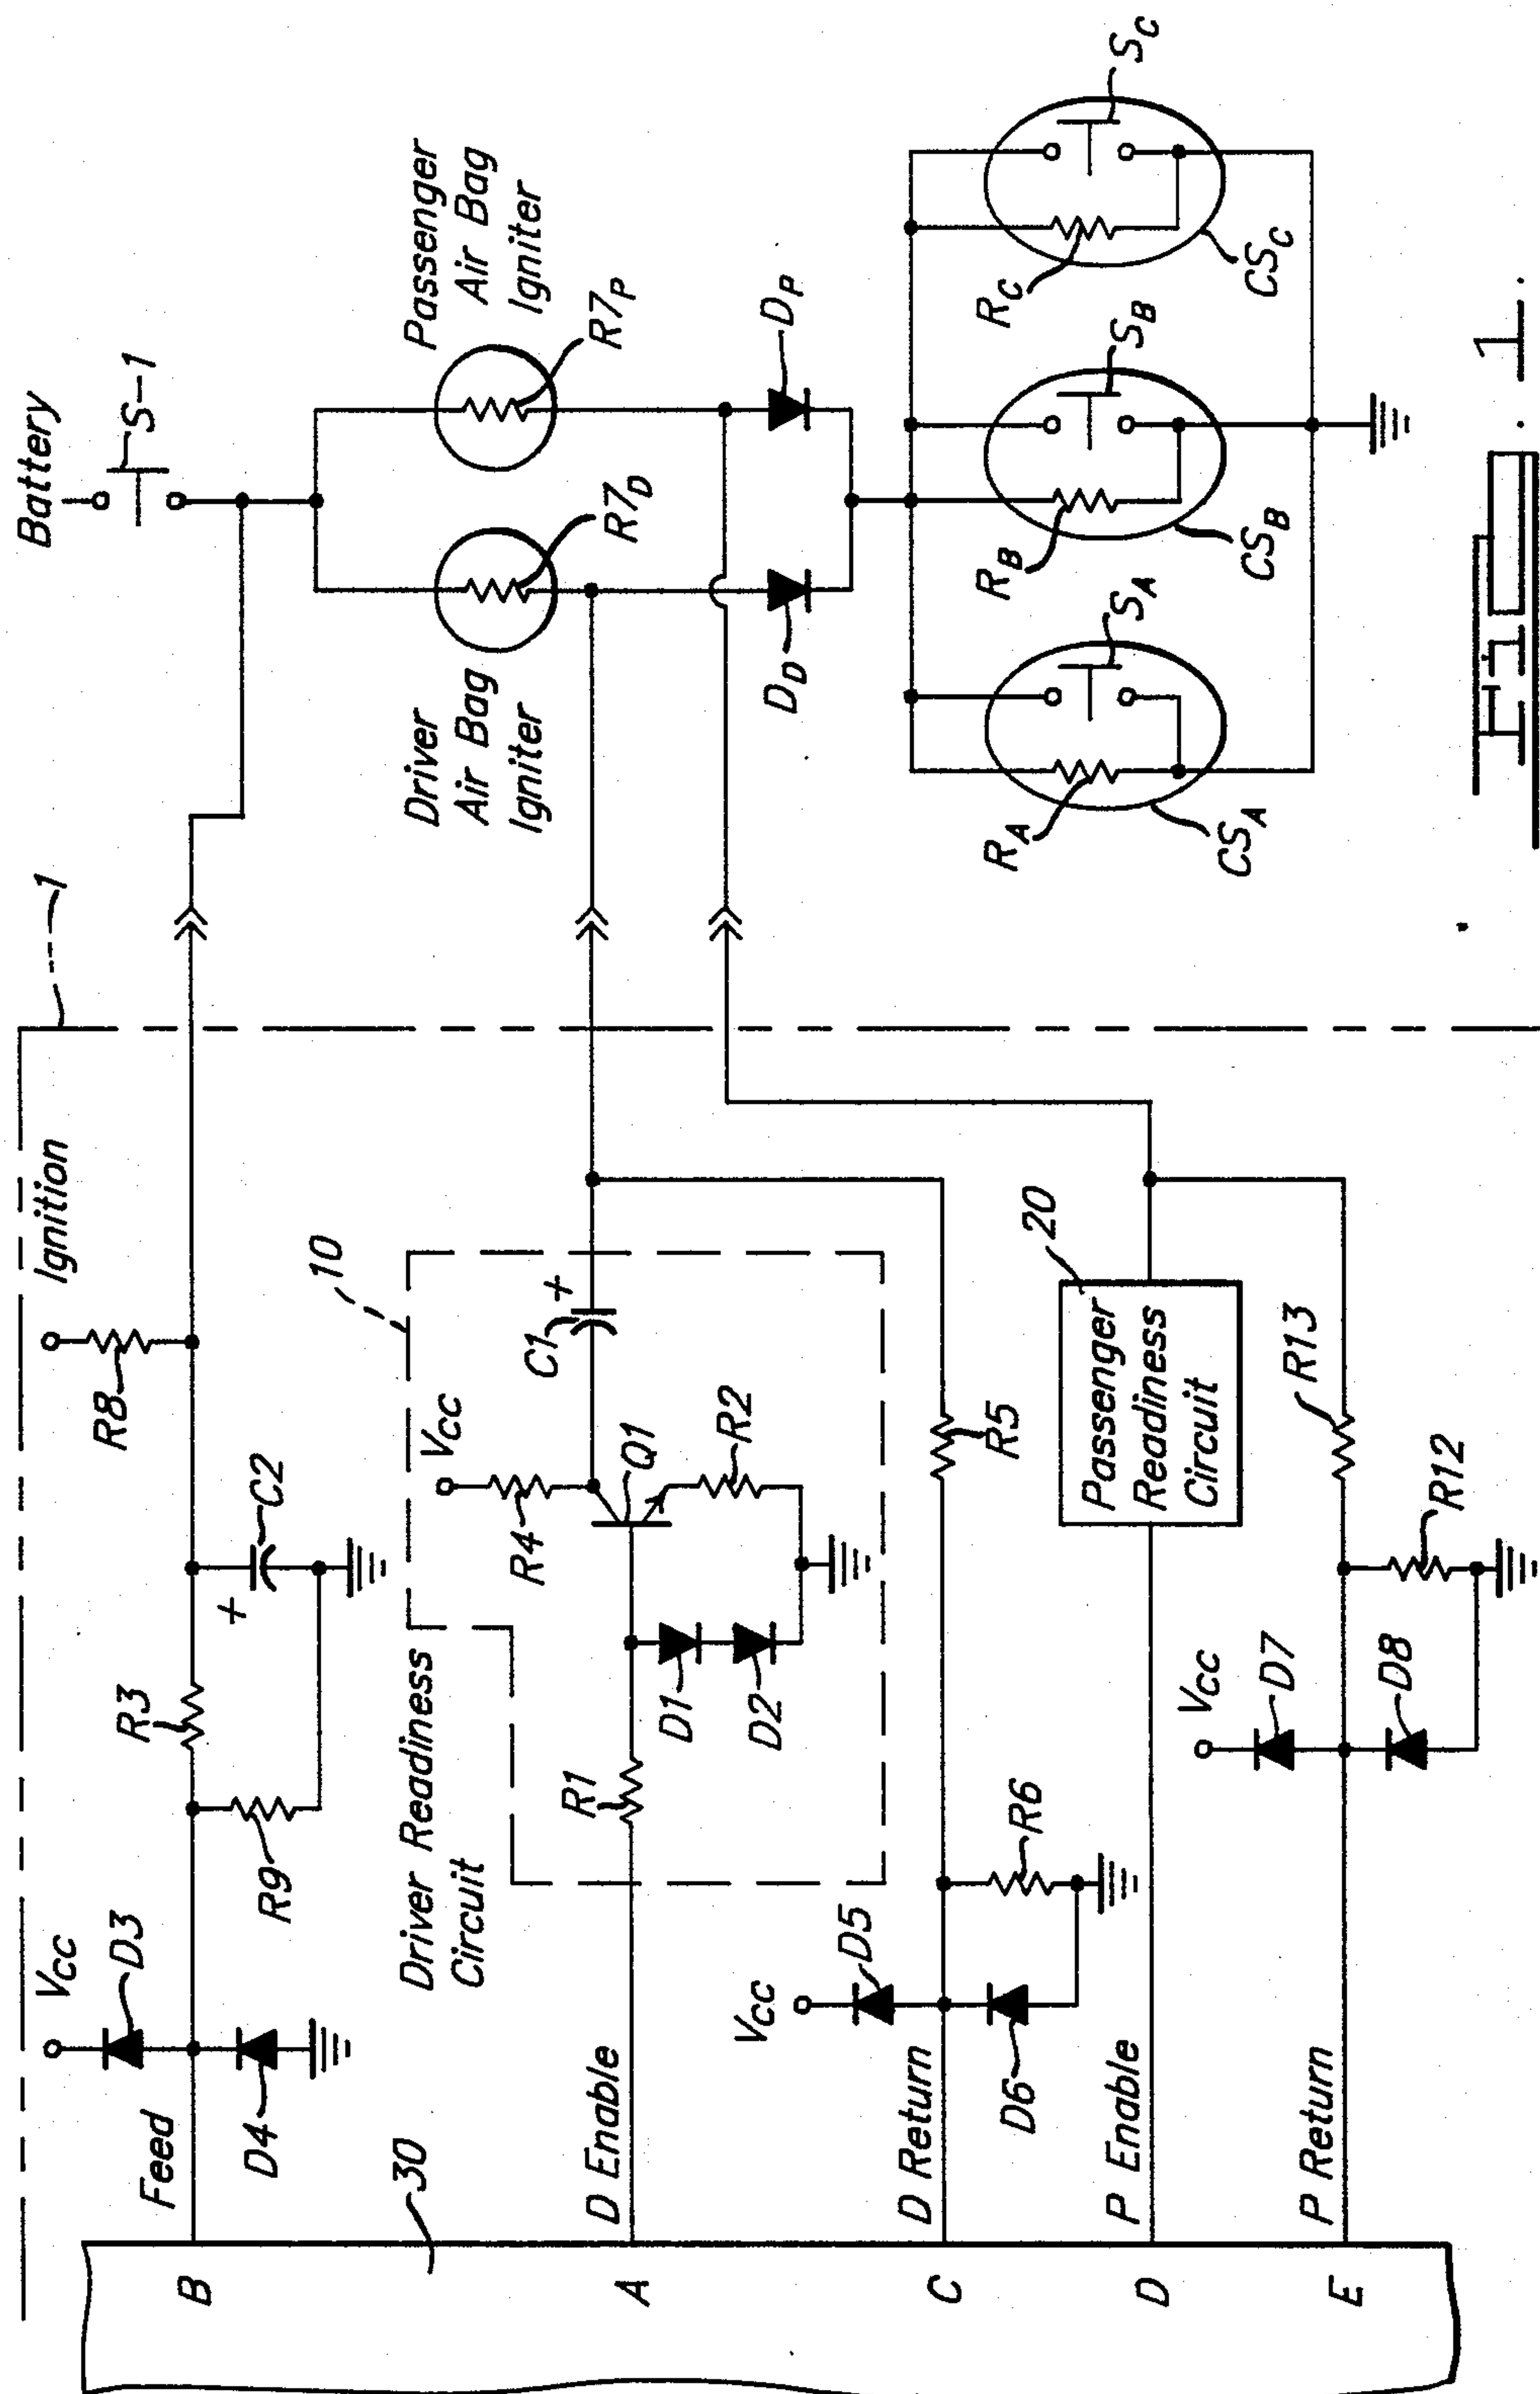 Battery
S-1
Passenger
Air Bag
Igniter
R7P
Driver
Air Bag
Igniter
R7D
DP
DD
RA
SA
CSA
RB
SB
CSB
RC
SC
CSC
1
Ignition
R8
C2
+
R3
R9
Vcc
D3
D4
Feed
B
30
10
Driver Readiness
Circuit
Vcc
R4
C1
+
Q1
R2
D1
D2
R1
D Enable
A
R5
R6
Vcc
D5
D6
D Return
C
20
Passenger
Readiness
Circuit
P Enable
D
R13
R12
Vcc
D7
D8
P Return
E
Fig. 1.